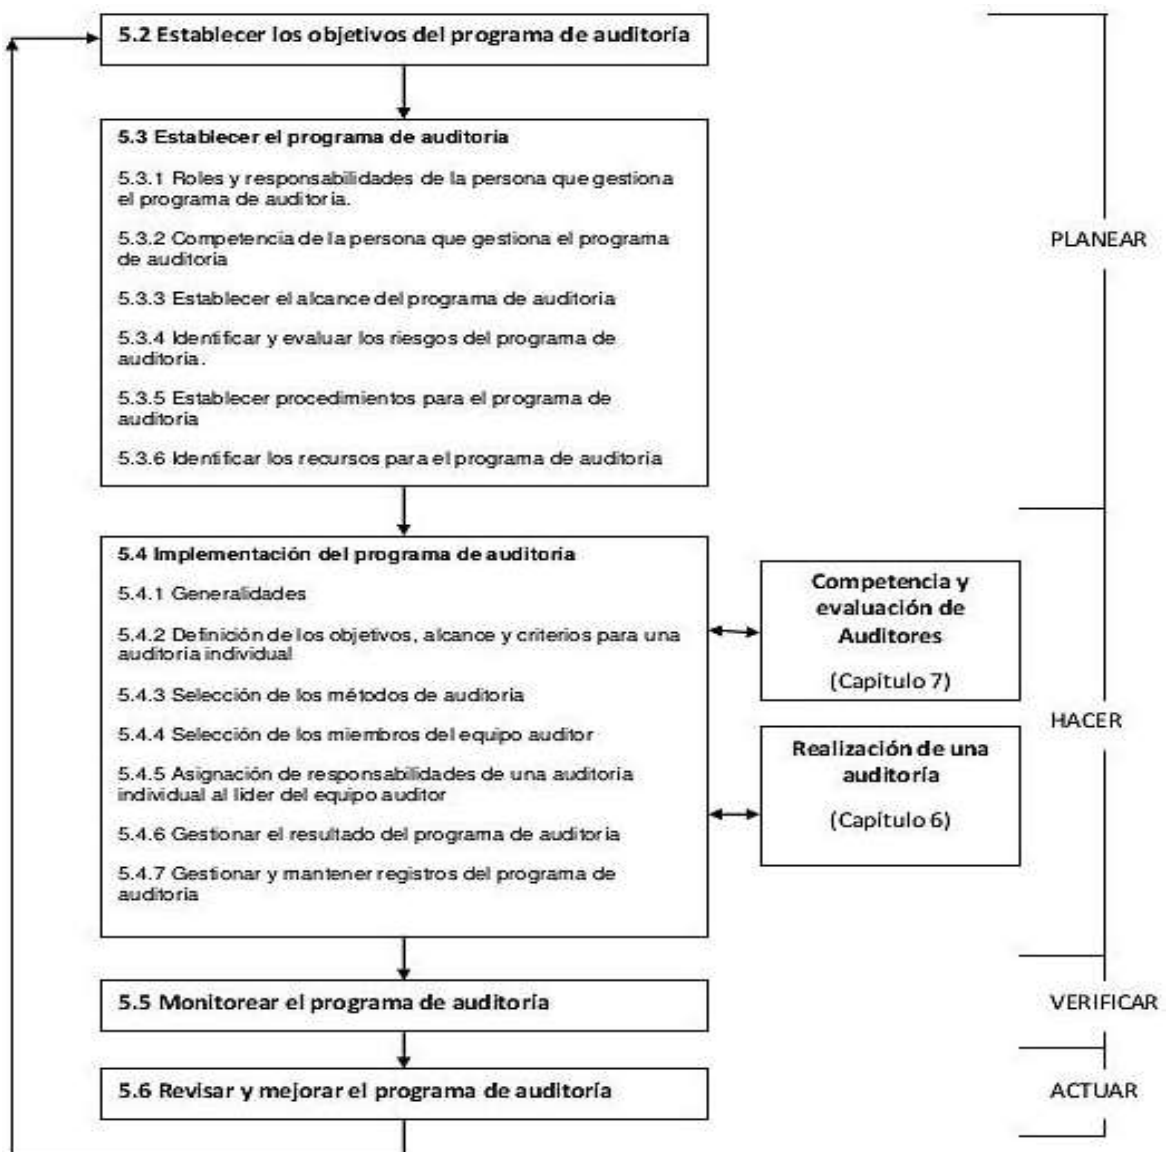 5.2 Establecer los objetivos del programa de auditoría
5.3 Establecer el programa de auditoria
5.3.1 Roles y responsabilidades de la persona que gestiona
el programa de auditoria.
5.3.2 Competencia de la persona que gestiona el programa
de auditoria
5.3.3 Establecer el alcance del programa de auditoria
5.3.4 Identificar y evaluar los riesgos del programa de
auditoria.
5.3.5 Establecer procedimientos para el programa de
auditoria
5.3.6 Identificar los recursos para el programa de auditoria
PLANEAR
5.4 Implementación del programa de auditoria
5.4.1 Generalidades
5.4.2 Definición de los objetivos, alcance y criterios para una
auditoria individual
5.4.3 Selección de los métodos de auditoria
5.4.4 Selección de los miembros del equipo auditor
5.4.5 Asignación de responsabilidades de una auditoria
individual al lider del equipo auditor
5.4.6 Gestionar el resultado del programa de auditoria
5.4.7 Gestionar y mantener registros del programa de
auditoria
Competencia y
evaluación de
Auditores
(Capítulo 7)
Realización de una
auditoría
(Capítulo 6)
HACER
5.5 Monitorear el programa de auditoría
VERIFICAR
5.6 Revisar y mejorar el programa de auditoría
ACTUAR